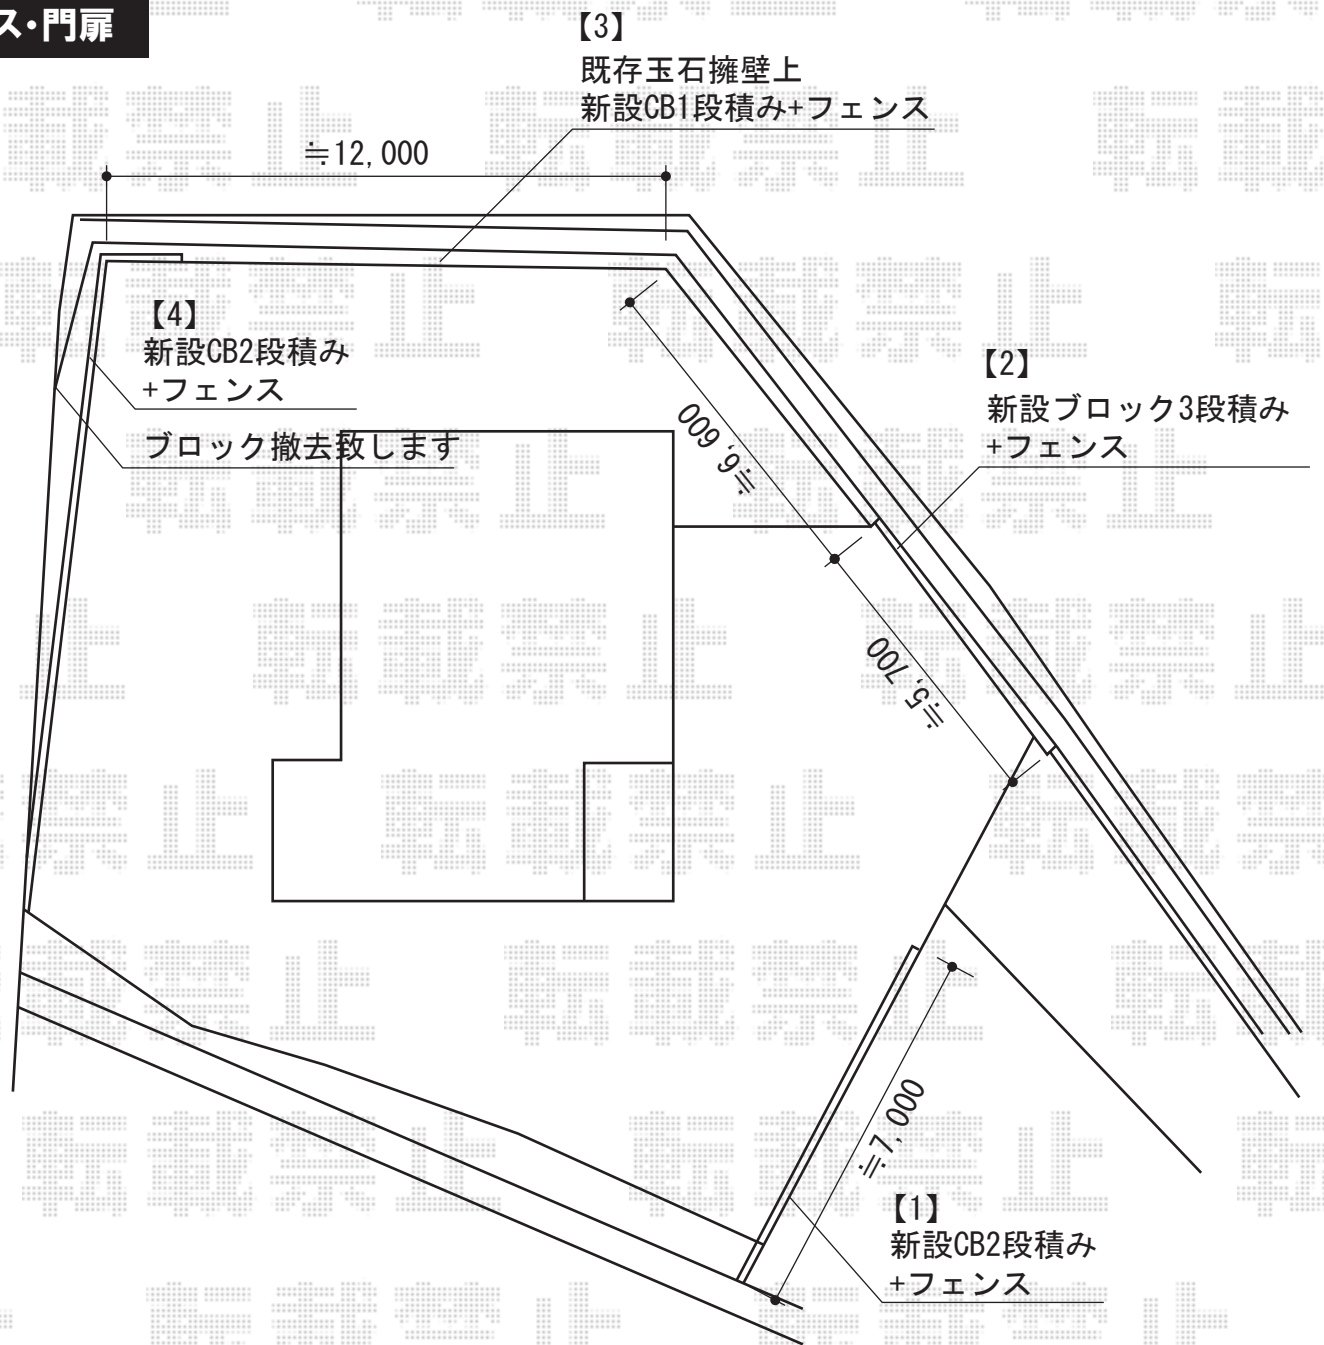 ス・門扉
【3】
既存玉石擁壁上
新設CB1段積み+フェンス
≒12,000
【4】
新設CB2段積み
+フェンス
ブロック撤去致します
≒6,600
【2】
新設ブロック3段積み
+フェンス
≒5,700
≒7,000
【1】
新設CB2段積み
+フェンス
転載禁止